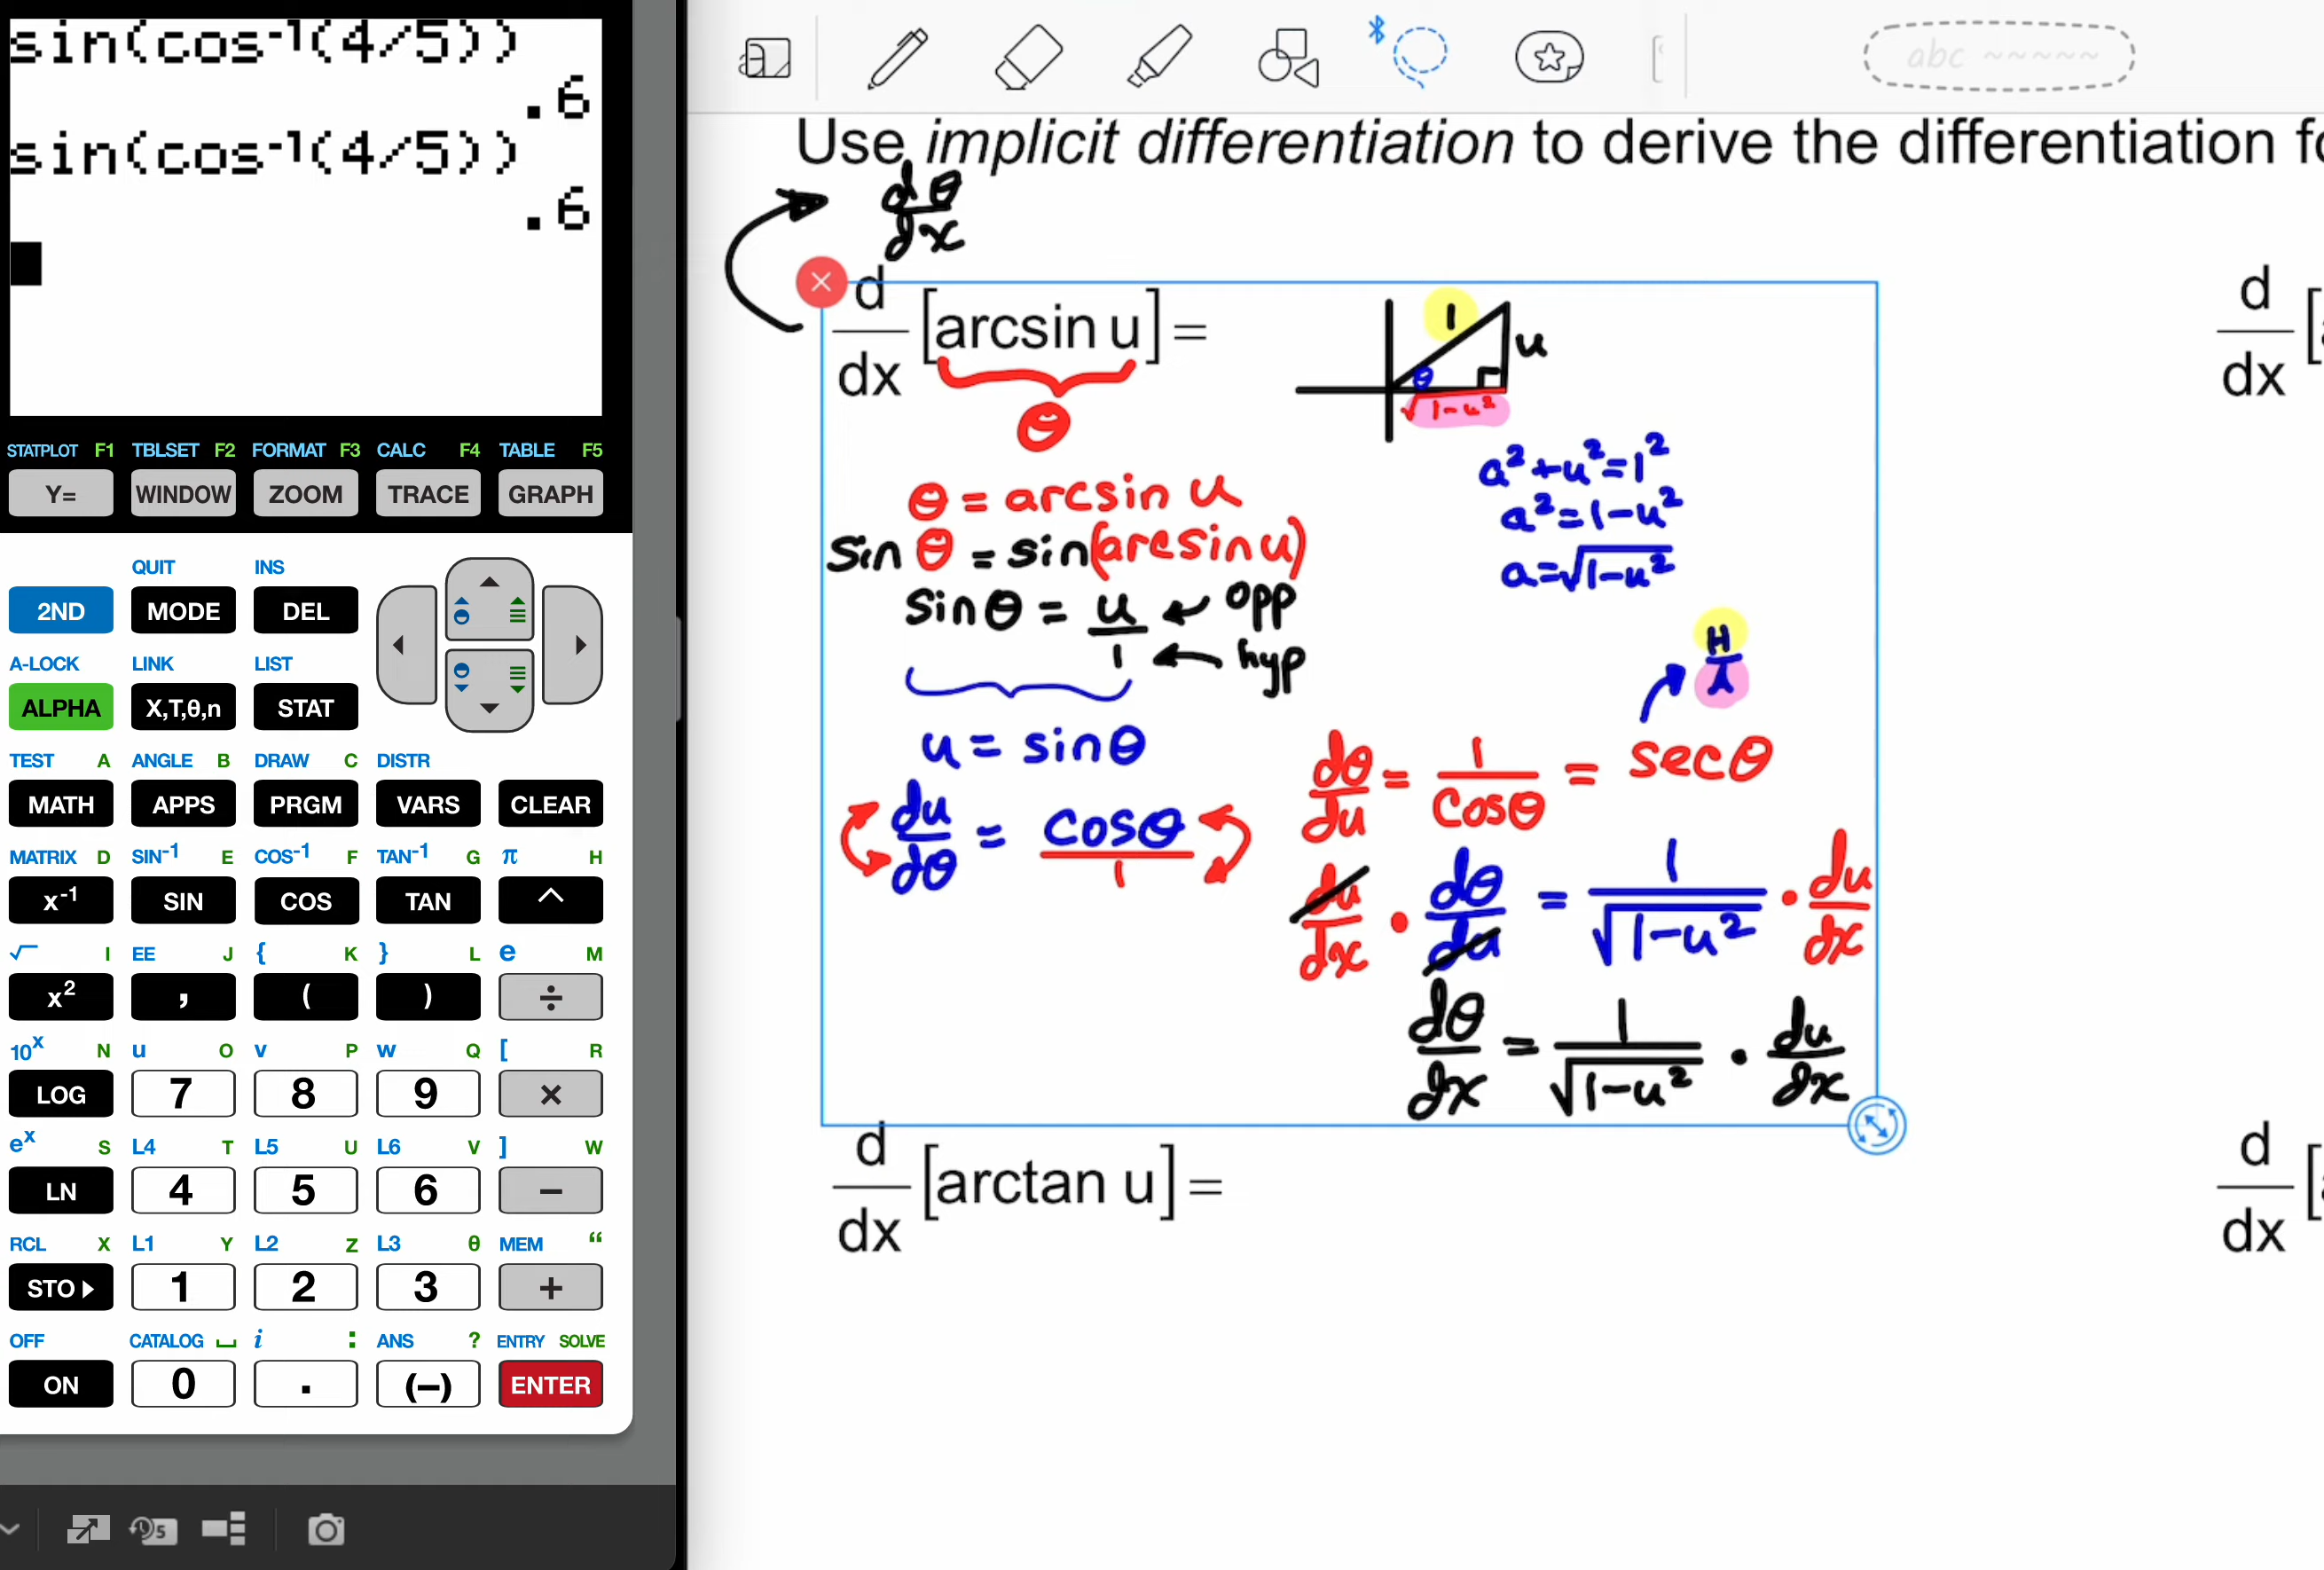 sin(cos⁻¹(4/5))
.6
sin(cos⁻¹(4/5))
.6
STATPLOT F1 TBLSET F2 FORMAT F3 CALC F4 TABLE F5
Y= WINDOW ZOOM TRACE GRAPH
QUIT INS
2ND MODE DEL
A-LOCK LINK LIST
ALPHA X,T,θ,n STAT
TEST A ANGLE B DRAW C DISTR
MATH APPS PRGM VARS CLEAR
MATRIX D SIN⁻¹ E COS⁻¹ F TAN⁻¹ G π H
x⁻¹ SIN COS TAN ^
√ I EE J { K } L e M
x² , ( ) ÷
10ˣ N u O v P w Q [ R
LOG 7 8 9 ×
eˣ S L4 T L5 U L6 V ] W
LN 4 5 6 −
RCL X L1 Y L2 Z L3 θ MEM “
STO▶ 1 2 3 +
OFF CATALOG ⎵ i : ANS ? ENTRY SOLVE
ON 0 . (−) ENTER
5
a
abc ~~~~~
Use implicit differentiation to derive the differentiation
dθ/dx
d/dx [arcsin u] =
θ
1
u
θ
√1-u²
θ = arcsin u
sin θ = sin(arcsin u)
sinθ = u/1 ← opp
← hyp
a²+u²=1²
a²=1-u²
a=√1-u²
u = sinθ
du/dθ = cosθ/1
H/A
dθ/du = 1/cosθ = secθ
du/dx · dθ/du = 1/√1-u² · du/dx
dθ/dx = 1/√1-u² · du/dx
d/dx [arctan u] =
d/dx [
d/dx [